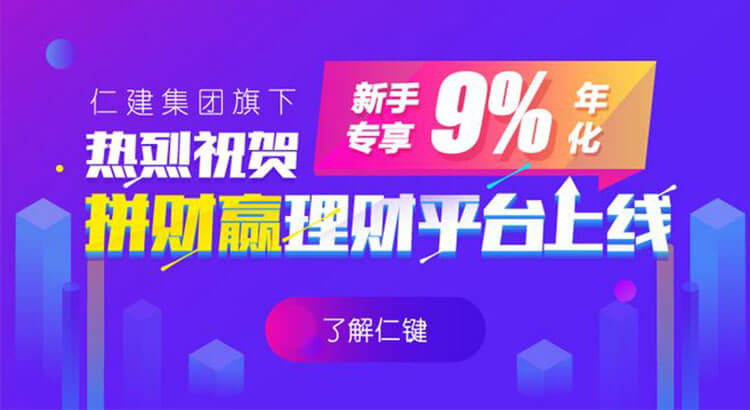 仁建集团旗下
新手
专享
9%
年
化
热烈祝贺
拼财赢理财平台上线
了解仁键